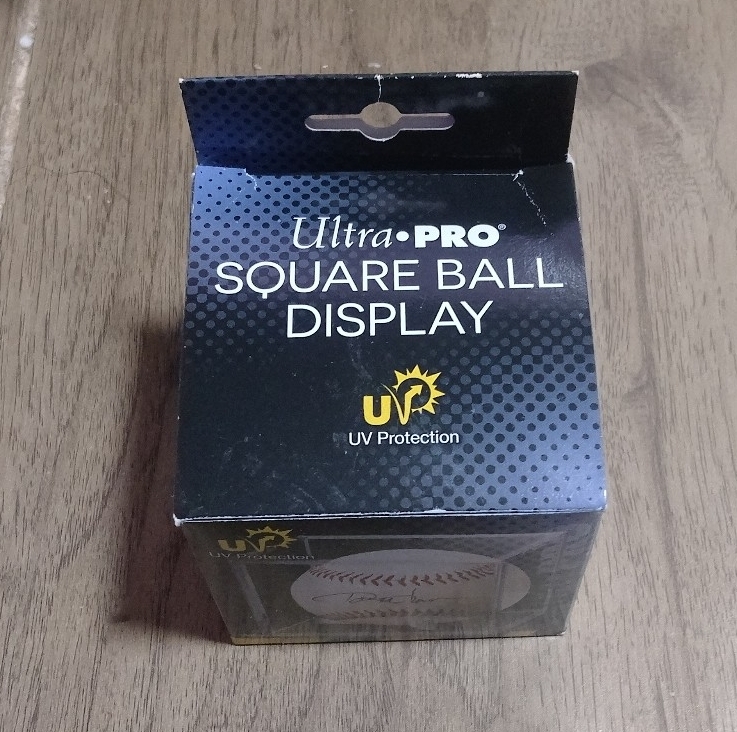 Ultra•PRO®
SQUARE BALL
DISPLAY
UV
UV Protection
UV
UV Protection